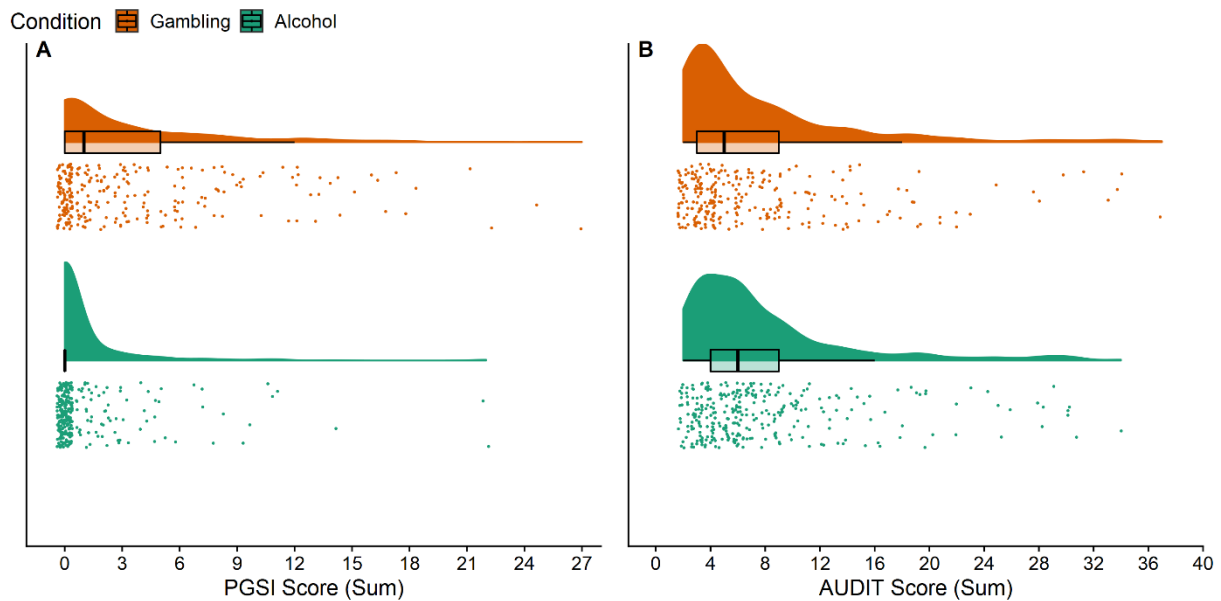 Condition Gambling Alcohol
A
B
0 3 6 9 12 15 18 21 24 27
PGSI Score (Sum)
0 4 8 12 16 20 24 28 32 36 40
AUDIT Score (Sum)